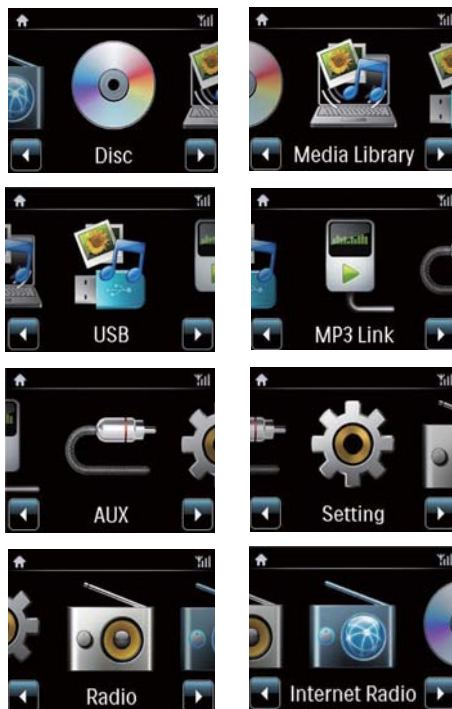 Disc
Media Library
USB
MP3 Link
AUX
Setting
Radio
Internet Radio